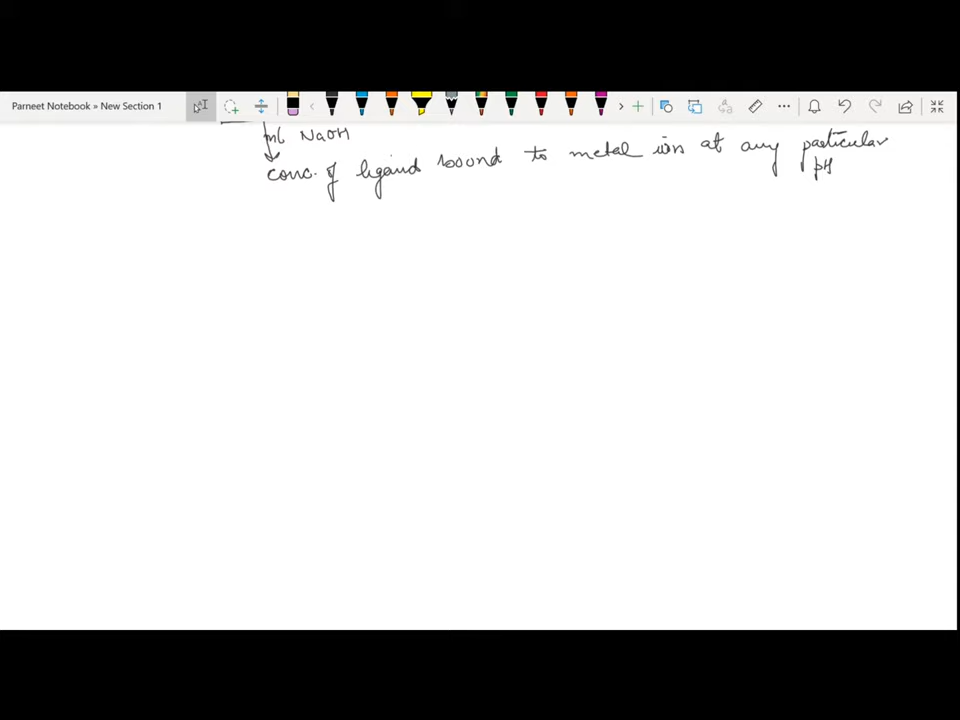 Parneet Notebook » New Section 1
ml NaOH
conc. of ligand bound to metal ion at any particular
pH